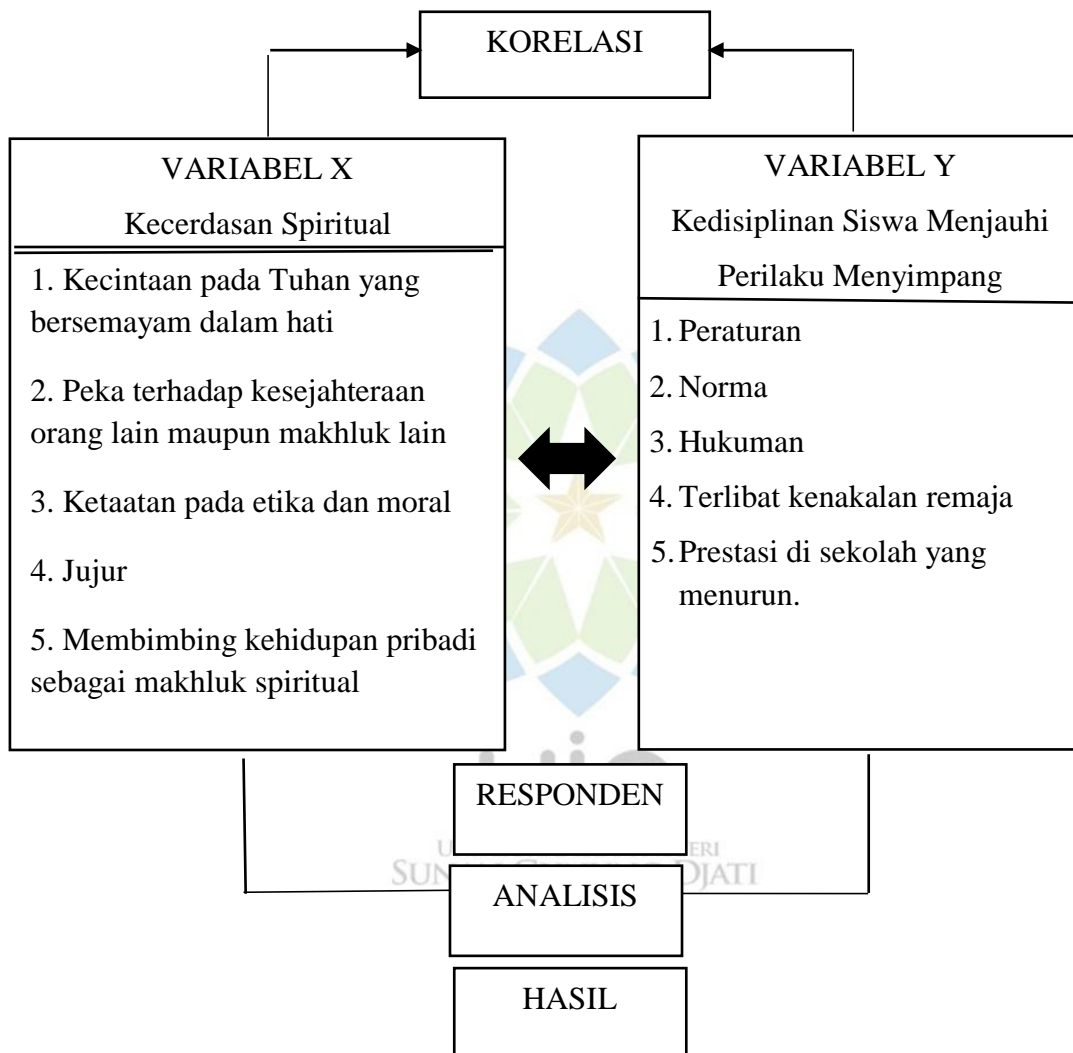 KORELASI
VARIABEL X
Kecerdasan Spiritual
1. Kecintaan pada Tuhan yang
bersemayam dalam hati
2. Peka terhadap kesejahteraan
orang lain maupun makhluk lain
3. Ketaatan pada etika dan moral
4. Jujur
5. Membimbing kehidupan pribadi
sebagai makhluk spiritual
VARIABEL Y
Kedisiplinan Siswa Menjauhi
Perilaku Menyimpang
1. Peraturan
2. Norma
3. Hukuman
4. Terlibat kenakalan remaja
5. Prestasi di sekolah yang
menurun.
RESPONDEN
DJATI
ANALISIS
HASIL